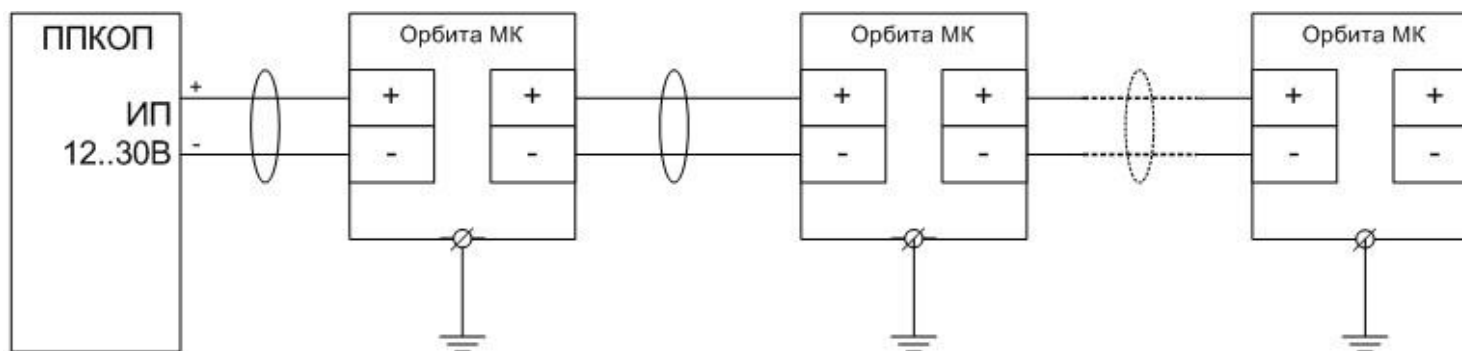 ППКОП
Орбита МК
Орбита МК
Орбита МК
+
ИП
12..30В
-
+
+
-
-
+
+
-
-
+
+
-
-